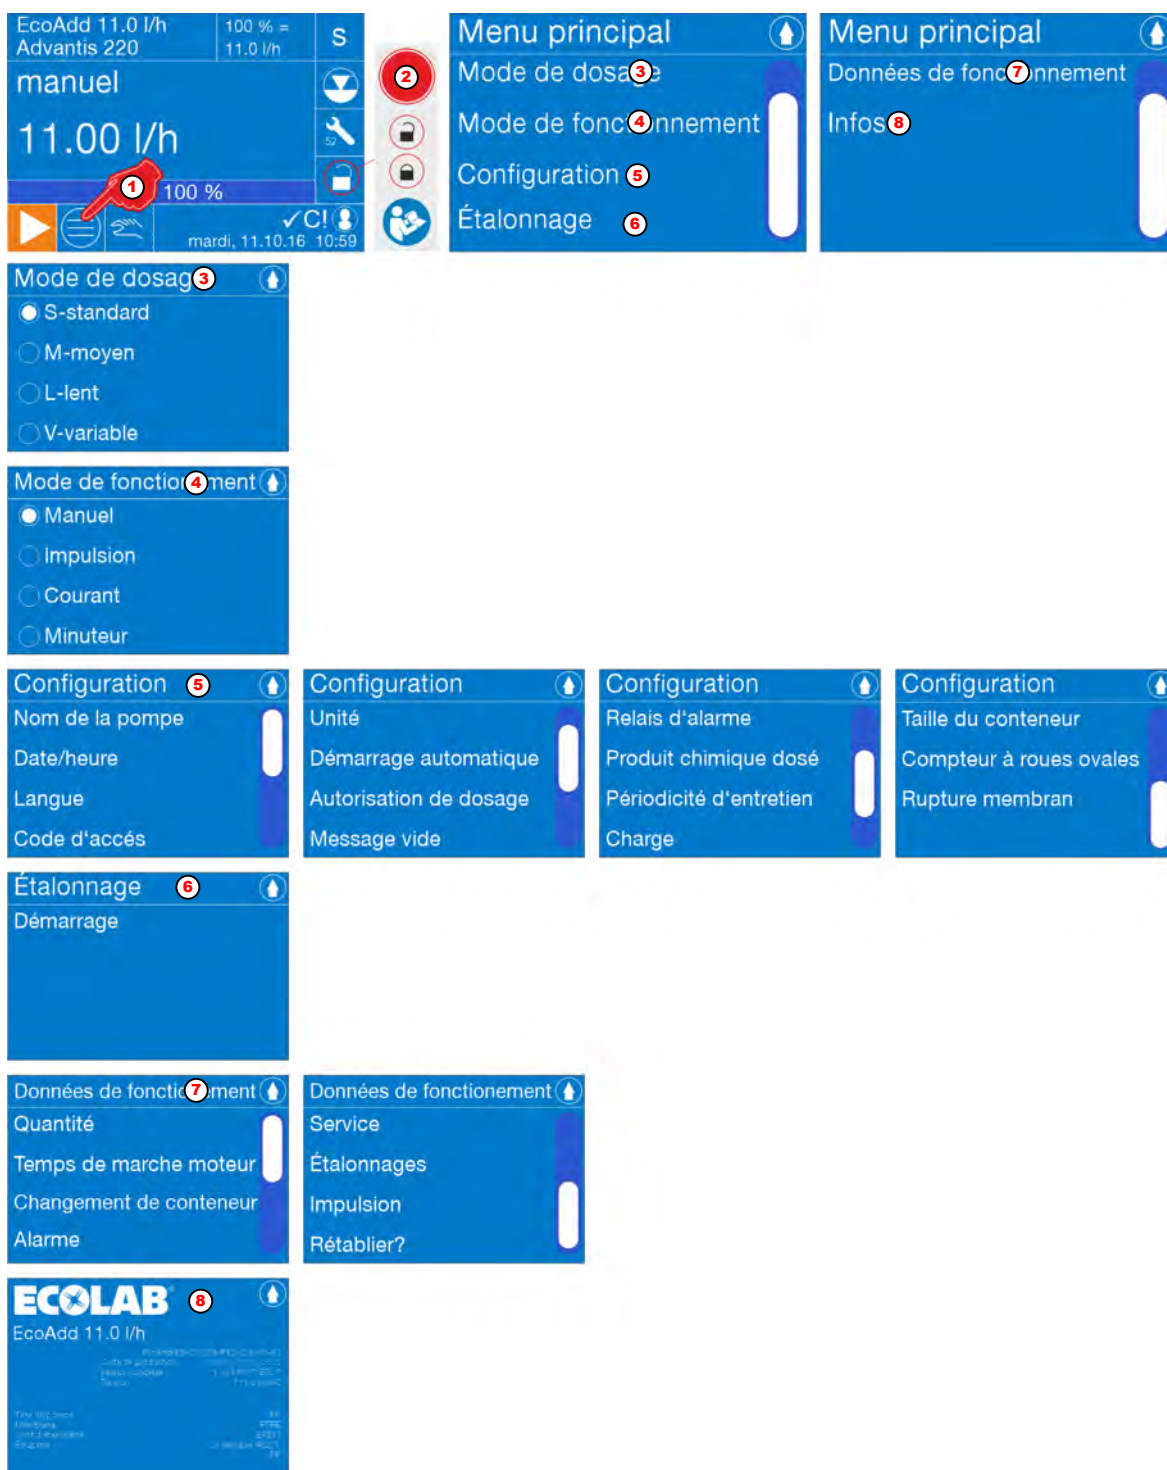 EcoAdd 11.0 l/h
Advantis 220
100 % =
11.0 l/h
S
manuel
11.00 l/h
52
1
100 %
✓C!
mardi, 11.10.16 10:59
2
Menu principal
Mode de dosage
3
Mode de fonctionnement
4
Configuration 5
Étalonnage 6
Menu principal
Données de fonctionnement
7
Infos 8
Mode de dosage
3
S-standard
M-moyen
L-lent
V-variable
Mode de fonctionement
4
Manuel
Impulsion
Courant
Minuteur
Configuration 5
Nom de la pompe
Date/heure
Langue
Code d'accés
Configuration
Unité
Démarrage automatique
Autorisation de dosage
Message vide
Configuration
Relais d'alarme
Produit chimique dosé
Périodicité d'entretien
Charge
Configuration
Taille du conteneur
Compteur à roues ovales
Rupture membran
Étalonnage 6
Démarrage
Données de fonctionement
7
Quantité
Temps de marche moteur
Changement de conteneur
Alarme
Données de fonctionement
Service
Étalonnages
Impulsion
Rétablier?
ECOLAB 8
EcoAdd 11.0 l/h